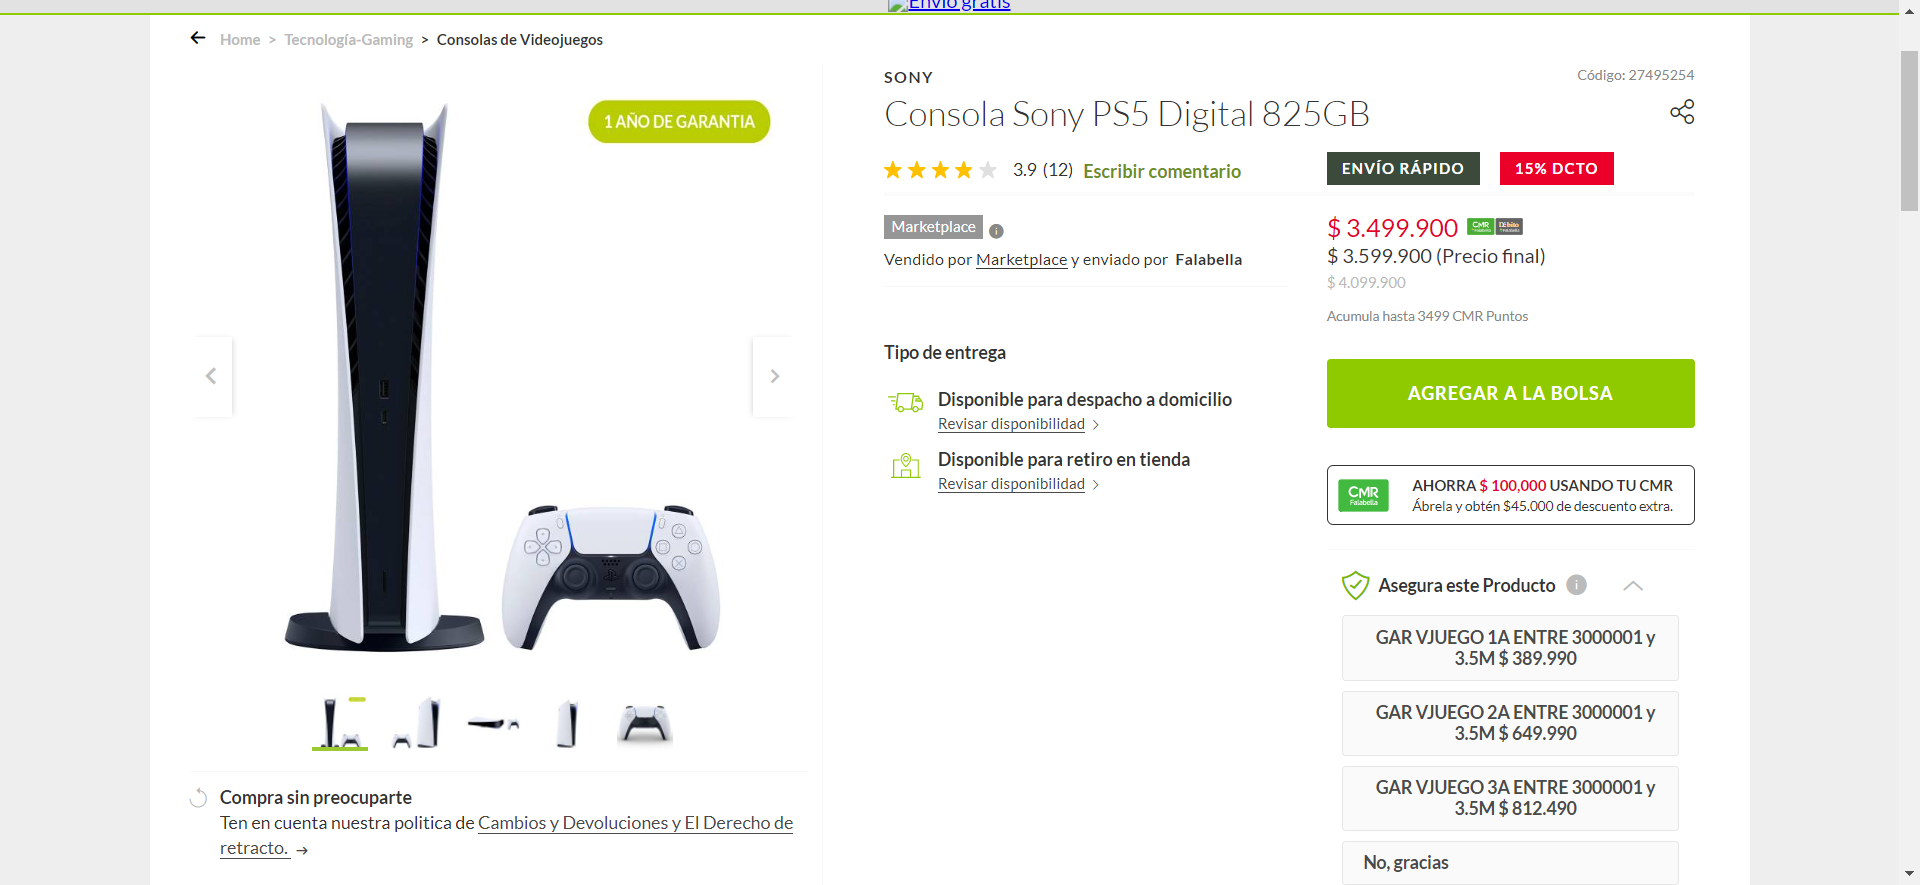 Envío gratis
Home > Tecnología-Gaming > Consolas de Videojuegos
1 AÑO DE GARANTIA
SONY
Código: 27495254
Consola Sony PS5 Digital 825GB
3.9 (12) Escribir comentario
ENVÍO RÁPIDO
15% DCTO
Marketplace
Vendido por Marketplace y enviado por Falabella
$ 3.499.900
$ 3.599.900 (Precio final)
$ 4.099.900
Acumula hasta 3499 CMR Puntos
Tipo de entrega
Disponible para despacho a domicilio
Revisar disponibilidad >
Disponible para retiro en tienda
Revisar disponibilidad >
AGREGAR A LA BOLSA
CMR
Falabella
AHORRA $ 100,000 USANDO TU CMR
Ábrela y obtén $45.000 de descuento extra.
Asegura este Producto
GAR VJUEGO 1A ENTRE 3000001 y
3.5M $ 389.990
GAR VJUEGO 2A ENTRE 3000001 y
3.5M $ 649.990
GAR VJUEGO 3A ENTRE 3000001 y
3.5M $ 812.490
No, gracias
Compra sin preocuparte
Ten en cuenta nuestra politica de Cambios y Devoluciones y El Derecho de
retracto. →